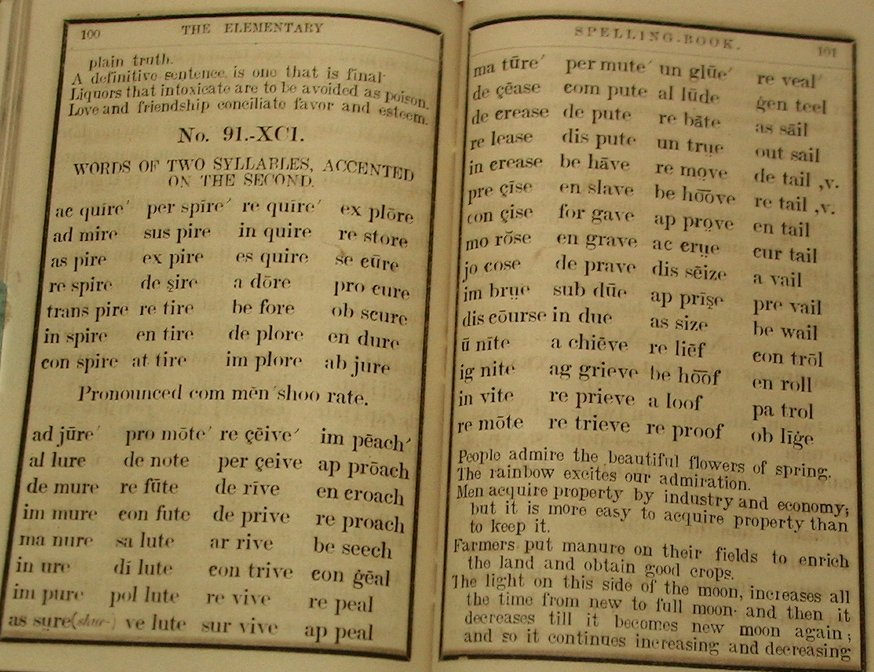 100 THE ELEMENTARY
plain truth.
A definitive sentence is one that is final.
Liquors that intoxicate are to be avoided as poison.
Love and friendship conciliate favor and esteem.
No. 91.-XCI.
WORDS OF TWO SYLLABLES, ACCENTED
ON THE SECOND.
ac quire′ per spire′ re quire′ ex plōre
ad mire sus pire in quire re store
as pire ex pire es quire se cūre
re spire de ṣire a dōre pro cure
trans pire re tire be fore ob scure
in spire en tire de plore en dure
con spire at tire im plore ab jure
Pronounced com mĕn′shoo rate.
ad jūre′ pro mōte′ re çēive′ im pēach′
al lure de note per çeive ap prōach
de mure re fūte de rīve en croach
im mure con fute de prive re proach
ma nure sa lute ar rive be seech
in ure dī lute con trive con ġēal
im pure pol lute re vive re peal
as sure (shur-) ve lute sur vive ap peal
SPELLING-BOOK. 101
ma tūre′ per mute′ un glūe′ re veal′
de çēase com pute al lūde ġen teel
de crease de pute re bāte as sāil
re lease dis pute un trụe out sail
in crease be hāve re mọve de tail, v.
pre çīse en slave be ho͞ove re tail, v.
con çise for gave ap prọve en tail
mo rōse en grave ac crụe cur tail
jo cose de prave dis sēize a vail
im brụe sub dūe ap prīṣe pre vail
dis cōurse in due as size be wail
ū nīte a chiēve re liēf con trōl
ig nite ag grieve be ho͞of en roll
in vite re prieve a loof pa trol
re mōte re trieve re proof ob līġe
People admire the beautiful flowers of spring.
The rainbow excites our admiration.
Men acquire property by industry and economy;
but it is more easy to acquire property than
to keep it.
Farmers put manure on their fields to enrich
the land and obtain good crops.
The light on this side of the moon, increases all
the time from new to full moon· and then it
decreases till it becomes new moon again;
and so it continues increasing and decreasing